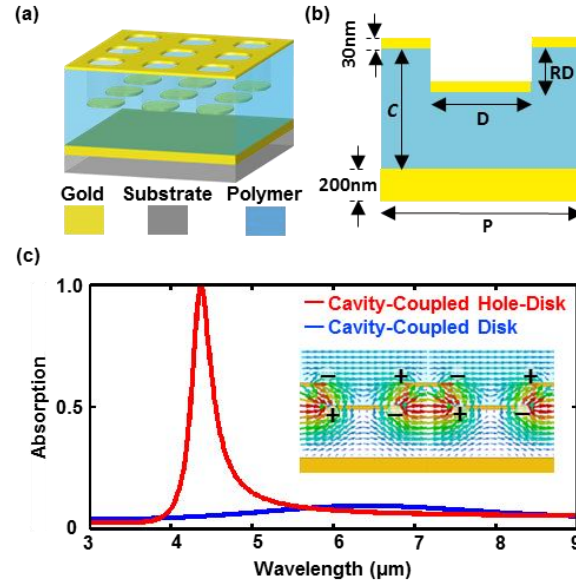 (a)
Gold Substrate Polymer
(b)
30nm
C
RD
D
200nm
P
(c)
1.0
0.5
0
Absorption
Cavity-Coupled Hole-Disk
Cavity-Coupled Disk
− + − +
+ − + −
3 4 5 6 7 8 9
Wavelength (μm)